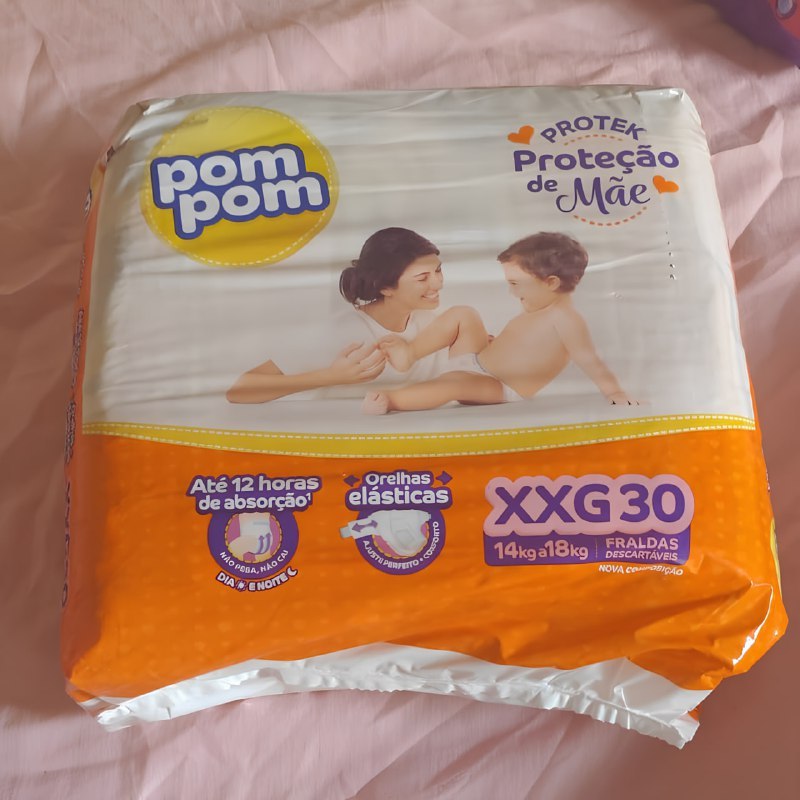 pom
pom
PROTEK
Proteção
de Mãe
Até 12 horas
de absorção¹
NÃO PESA, NÃO CAI
DIA E NOITE
Orelhas
elásticas
AJUSTE PERFEITO + CONFORTO
XXG 30
14kg a 18kg
FRALDAS
DESCARTÁVEIS
NOVA COMPOSIÇÃO